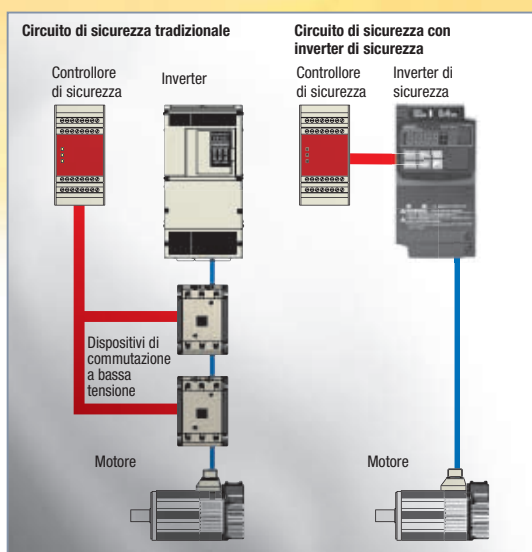 Circuito di sicurezza tradizionale
Controllore
di sicurezza
Inverter
Dispositivi di
commutazione
a bassa
tensione
Motore
Circuito di sicurezza con
inverter di sicurezza
Controllore
di sicurezza
Inverter di
sicurezza
Motore